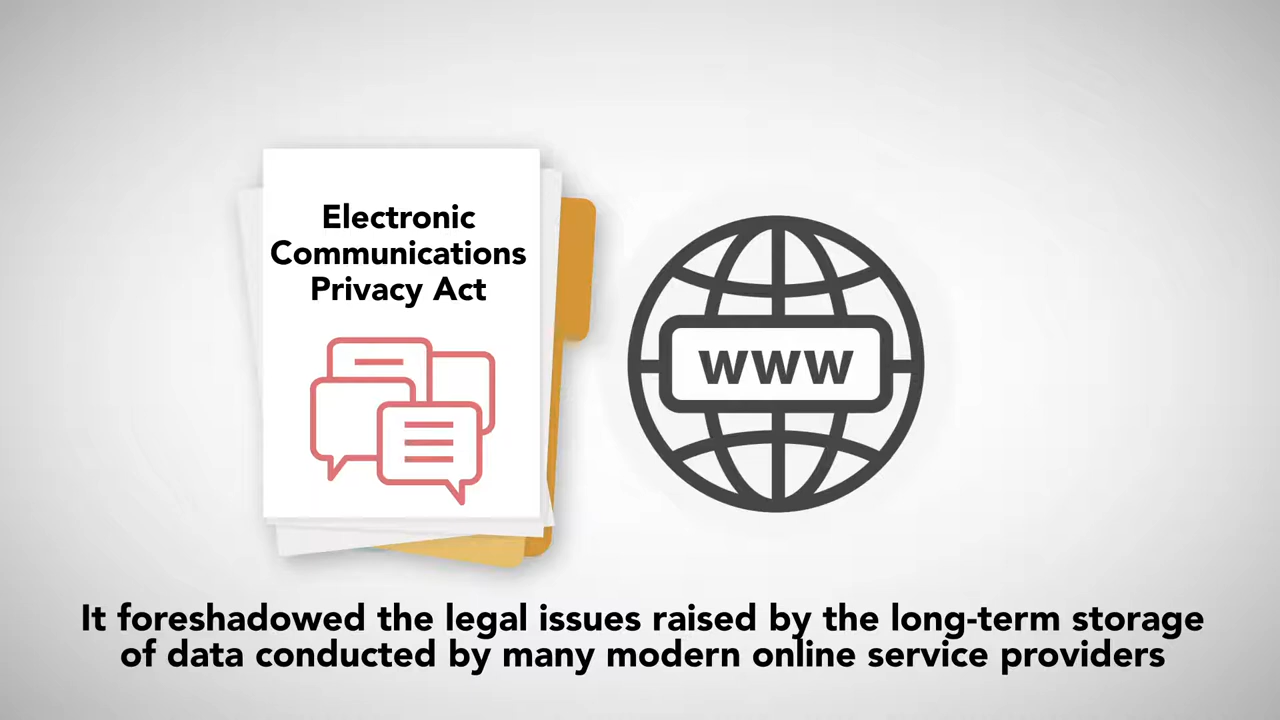 Electronic
Communications
Privacy Act
www
It foreshadowed the legal issues raised by the long-term storage
of data conducted by many modern online service providers